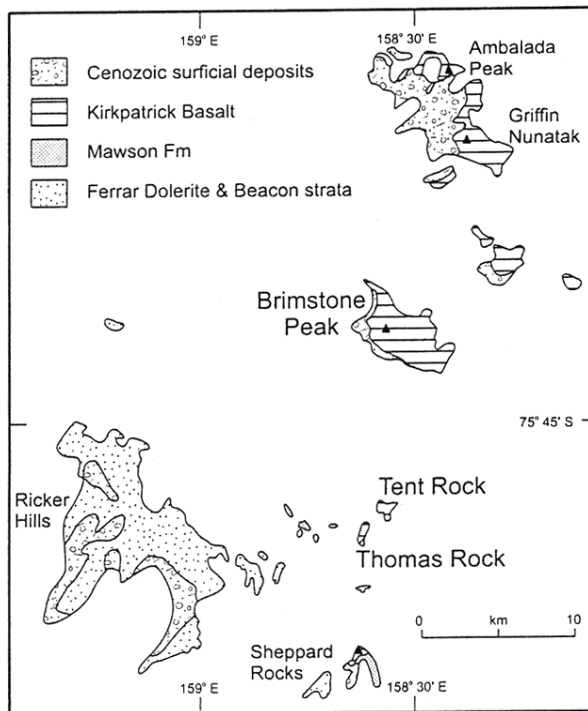 159° E
158° 30' E
Cenozoic surficial deposits
Kirkpatrick Basalt
Mawson Fm
Ferrar Dolerite & Beacon strata
Ambalada
Peak
Griffin
Nunatak
Brimstone
Peak
75° 45' S
Ricker
Hills
Tent Rock
Thomas Rock
0 km 10
Sheppard
Rocks
159° E
158° 30' E